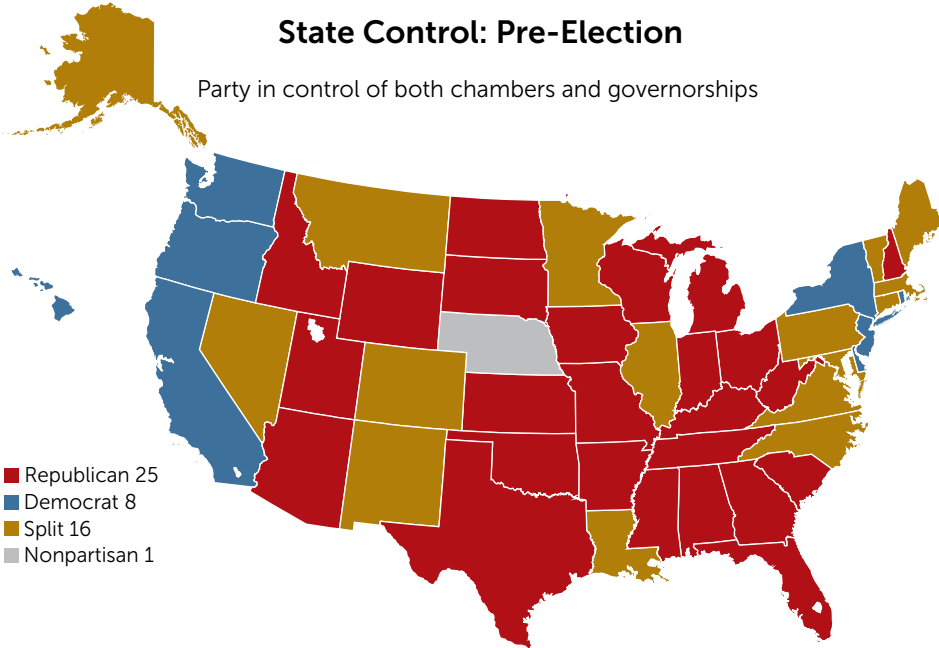 State Control: Pre-Election
Party in control of both chambers and governorships
Republican 25
Democrat 8
Split 16
Nonpartisan 1